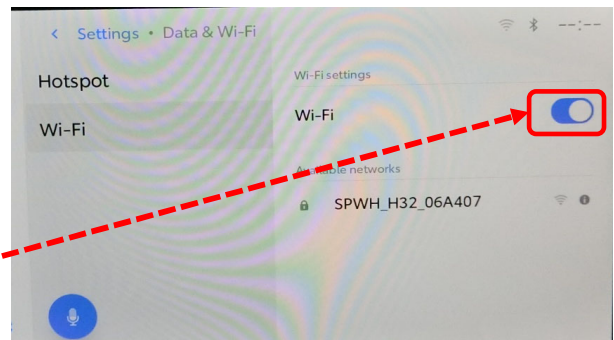 < Settings • Data & Wi-Fi
--:--
Hotspot
Wi-Fi
Wi-Fi settings
Wi-Fi
Available networks
SPWH_H32_06A407